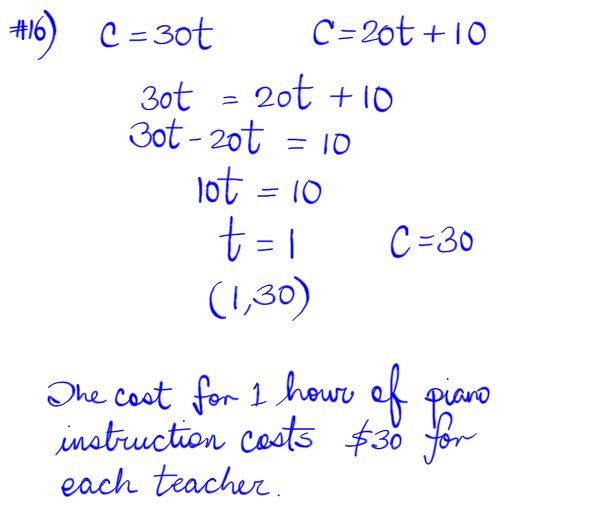 #16) C = 30t C = 20t + 10
30t = 20t + 10
30t - 20t = 10
10t = 10
t = 1 C = 30
(1,30)
The cost for 1 hour of piano
instruction costs $30 for
each teacher.